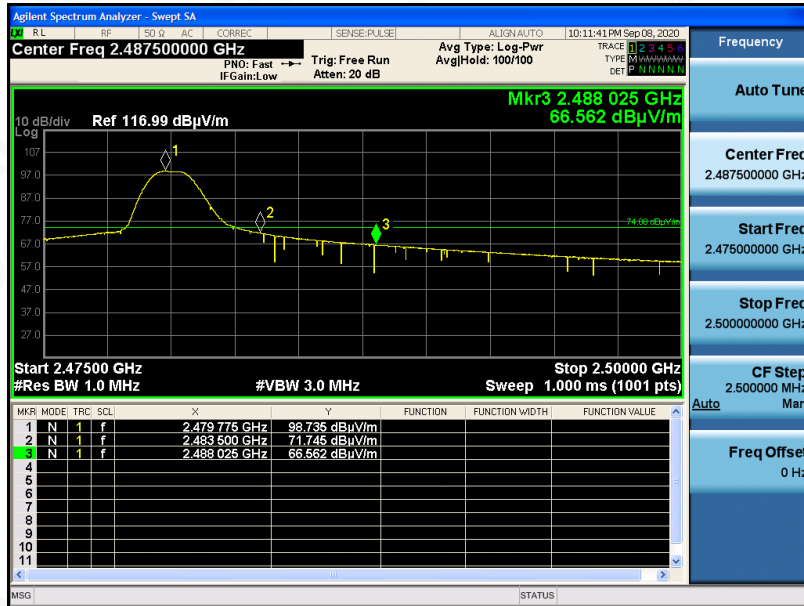 Agilent Spectrum Analyzer - Swept SA
LXI RL RF 50 Ω AC CORREC SENSE:PULSE ALIGN AUTO 10:11:41 PM Sep 08, 2020
Center Freq 2.487500000 GHz
PNO: Fast
IFGain:Low
Trig: Free Run
Atten: 20 dB
Avg Type: Log-Pwr
Avg|Hold: 100/100
TRACE 1 2 3 4 5 6
TYPE M
DET P N N N N N
Mkr3 2.488 025 GHz
66.562 dBµV/m
10 dB/div Ref 116.99 dBµV/m
Log
107
97.0
87.0
77.0
67.0
57.0
47.0
37.0
27.0
1
2
3
74.00 dBµV/m
Start 2.47500 GHz Stop 2.50000 GHz
#Res BW 1.0 MHz #VBW 3.0 MHz Sweep 1.000 ms (1001 pts)
MKR MODE TRC SCL X Y FUNCTION FUNCTION WIDTH FUNCTION VALUE
1 N 1 f 2.479 775 GHz 98.735 dBµV/m
2 N 1 f 2.483 500 GHz 71.745 dBµV/m
3 N 1 f 2.488 025 GHz 66.562 dBµV/m
4
5
6
7
8
9
10
11
MSG STATUS
Frequency
Auto Tune
Center Freq
2.487500000 GHz
Start Freq
2.475000000 GHz
Stop Freq
2.500000000 GHz
CF Step
2.500000 MHz
Auto Man
Freq Offset
0 Hz